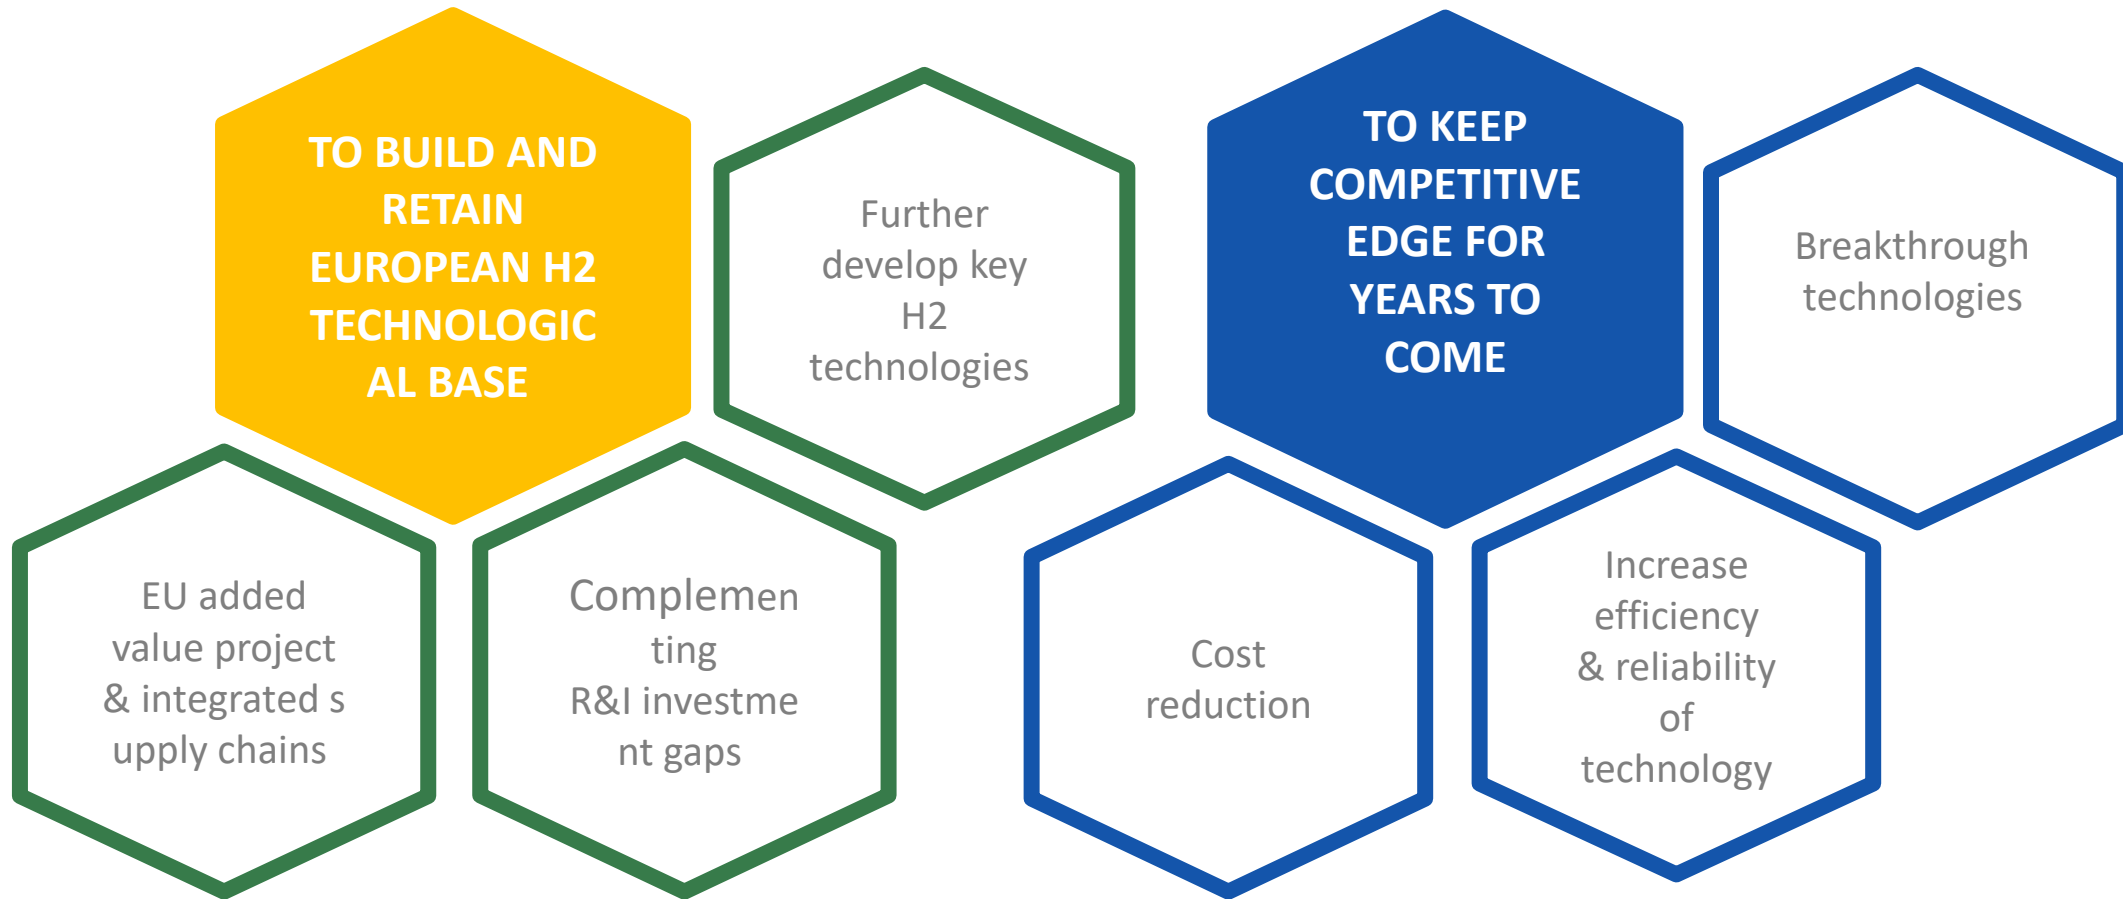 TO BUILD AND
RETAIN
EUROPEAN H2
TECHNOLOGIC
AL BASE
Further
develop key
H2
technologies
EU added
value project
& integrated s
upply chains
Complemen
ting
R&I investme
nt gaps
TO KEEP
COMPETITIVE
EDGE FOR
YEARS TO
COME
Breakthrough
technologies
Cost
reduction
Increase
efficiency
& reliability
of
technology